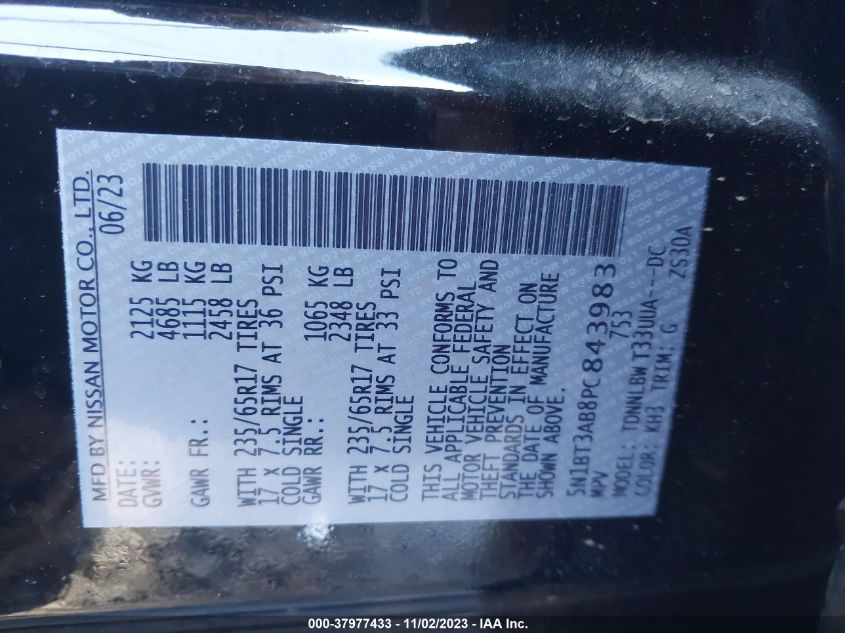 MFD BY NISSAN MOTOR CO., LTD.
DATE: 06/23
GVWR: 2125 KG
4685 LB
GAWR FR.: 1115 KG
2458 LB
WITH 235/65R17 TIRES
17 X 7.5 RIMS AT 36 PSI
COLD SINGLE
GAWR RR.: 1065 KG
2348 LB
WITH 235/65R17 TIRES
17 X 7.5 RIMS AT 33 PSI
COLD SINGLE
THIS VEHICLE CONFORMS TO
ALL APPLICABLE FEDERAL
MOTOR VEHICLE SAFETY AND
THEFT PREVENTION
STANDARDS IN EFFECT ON
THE DATE OF MANUFACTURE
SHOWN ABOVE.
5N1BT3AB8PC843983
MPV 753
MODEL: TDNNLBW T33UUA---DC
COLOR: KH3 TRIM: G ZS30A
000-37977433 - 11/02/2023 - IAA Inc.